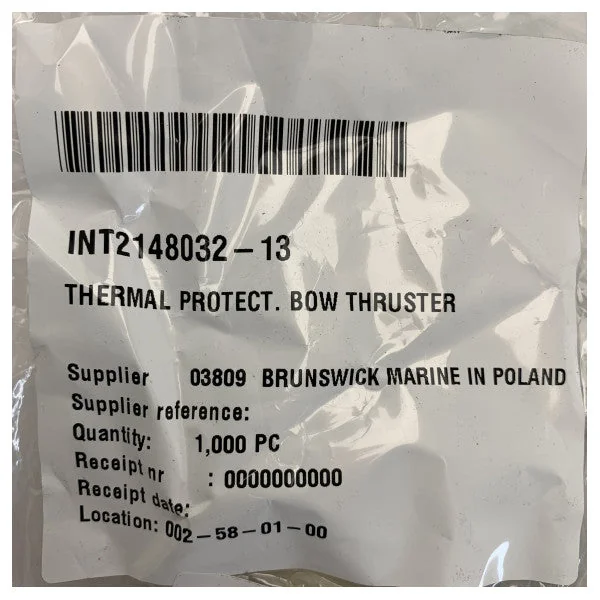 INT2148032-13
THERMAL PROTECT. BOW THRUSTER
Supplier 03809 BRUNSWICK MARINE IN POLAND
Supplier reference:
Quantity: 1,000 PC
Receipt nr : 0000000000
Receipt date:
Location: 002-58-01-00